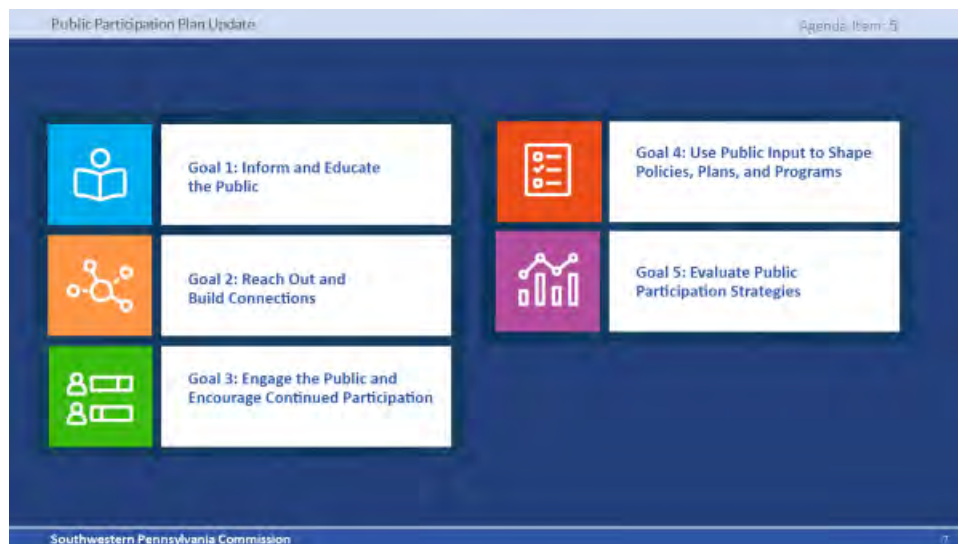 Public Participation Plan Update
Agenda Item: 5
Goal 1: Inform and Educate
the Public
Goal 2: Reach Out and
Build Connections
Goal 3: Engage the Public and
Encourage Continued Participation
Goal 4: Use Public Input to Shape
Policies, Plans, and Programs
Goal 5: Evaluate Public
Participation Strategies
Southwestern Pennsylvania Commission